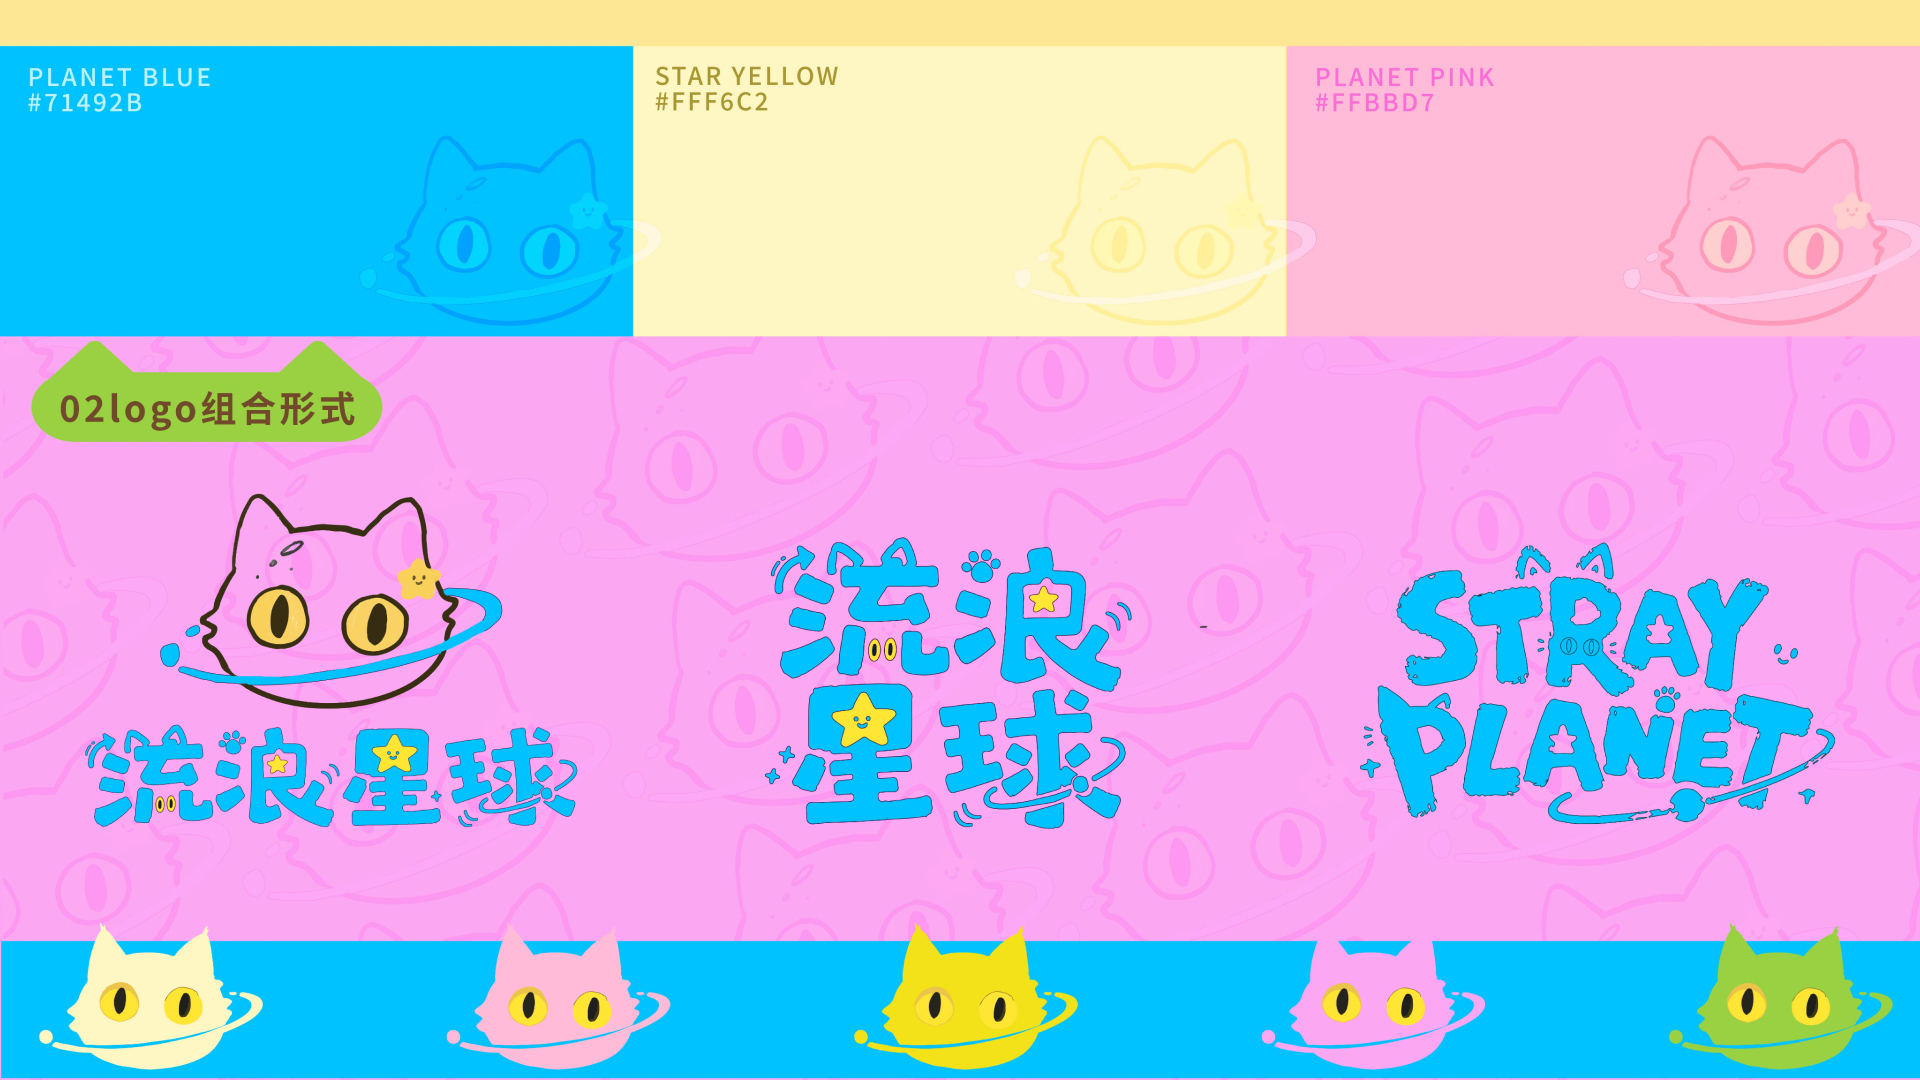 PLANET BLUE
#71492B
STAR YELLOW
#FFF6C2
PLANET PINK
#FFBBD7
02logo组合形式
流浪星球
流浪
星球
STRAY
PLANET